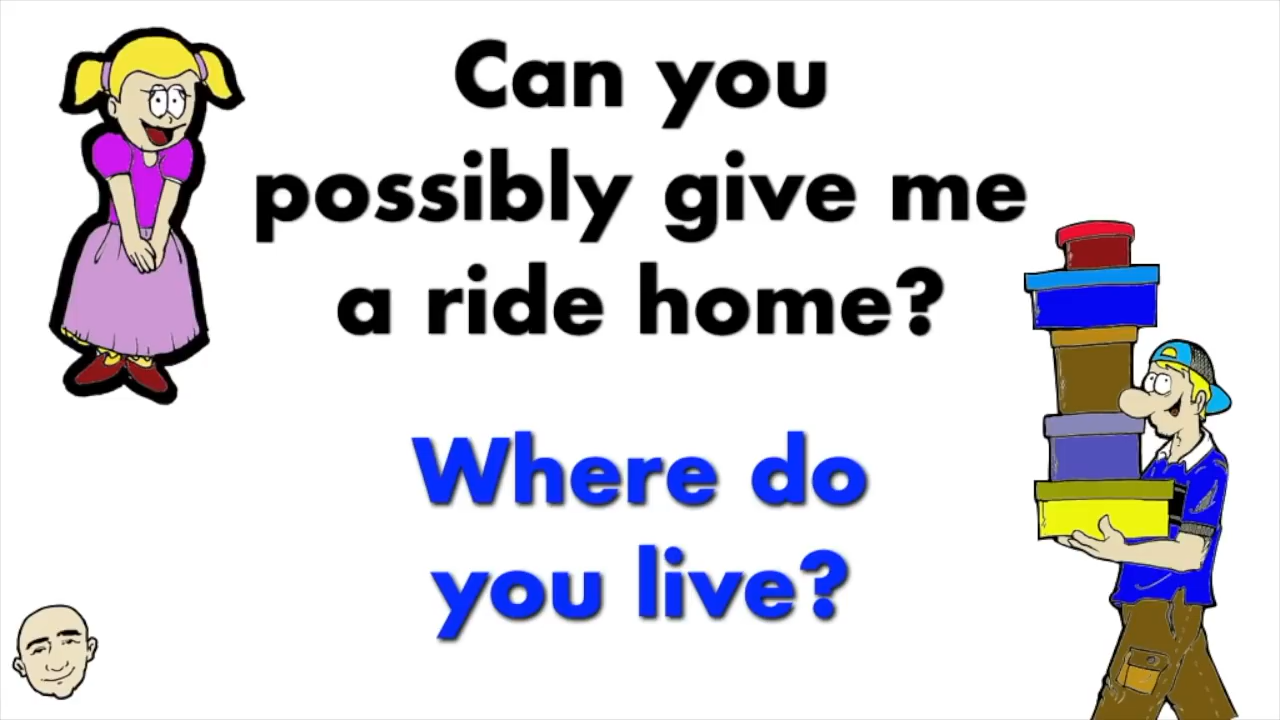 Can you
possibly give me
a ride home?
Where do
you live?